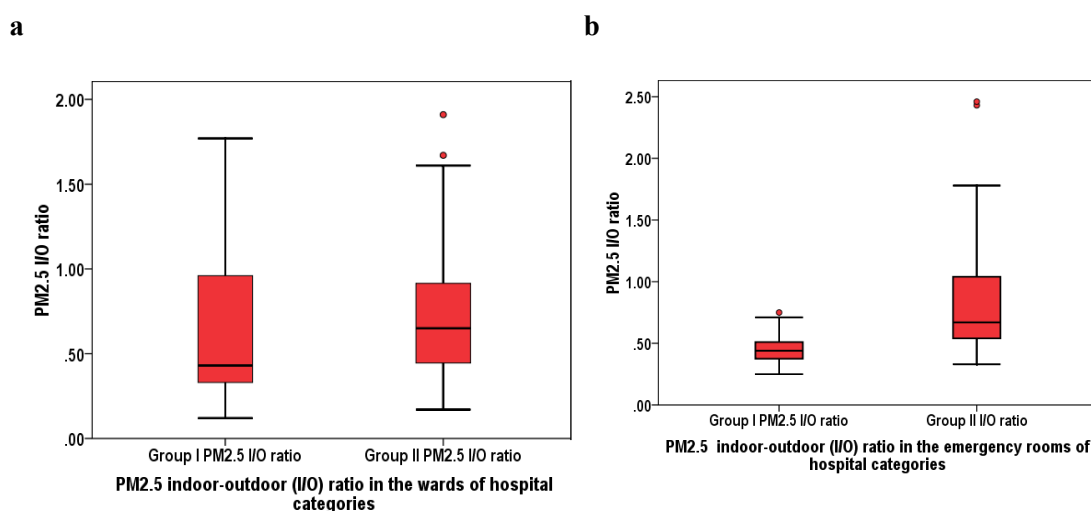 a
PM2.5 I/O ratio
2.00
1.50
1.00
.50
.00
Group I PM2.5 I/O ratio
Group II PM2.5 I/O ratio
PM2.5 indoor-outdoor (I/O) ratio in the wards of hospital
categories
b
PM2.5 I/O ratio
2.50
2.00
1.50
1.00
.50
.00
Group I PM2.5 I/O ratio
Group II I/O ratio
PM2.5 indoor-outdoor (I/O) ratio in the emergency rooms of
hospital categories